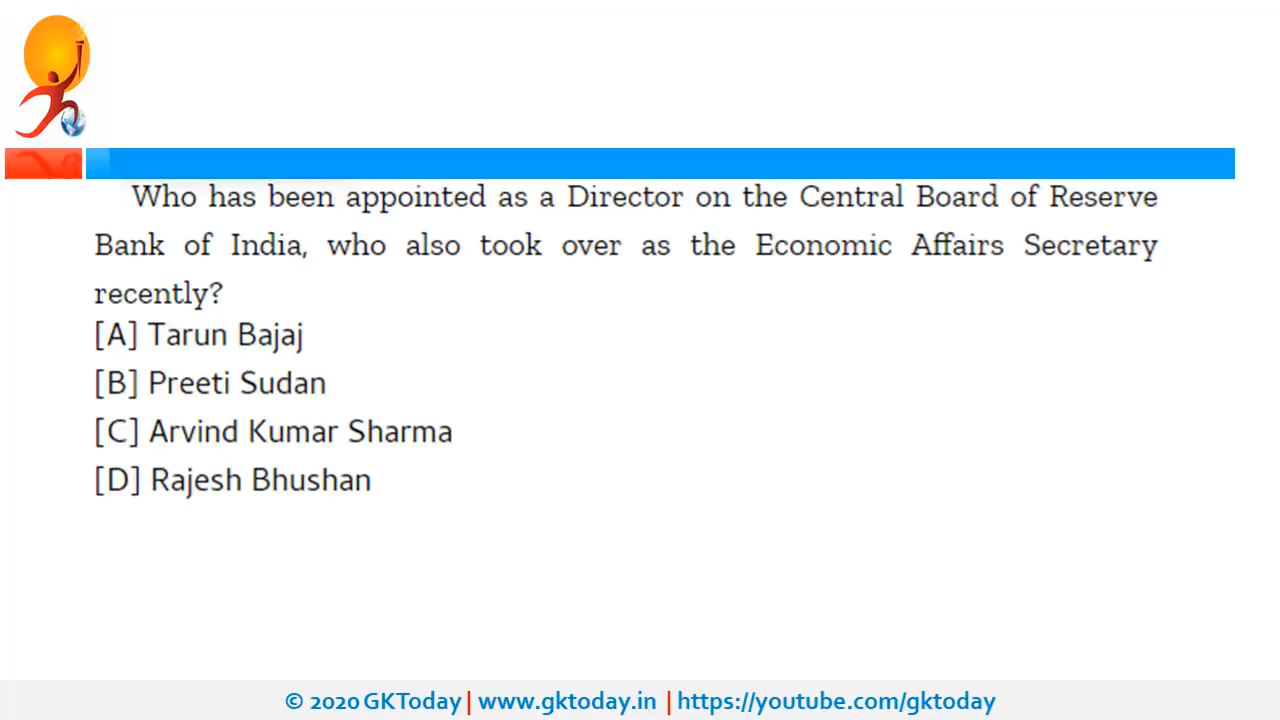 Who has been appointed as a Director on the Central Board of Reserve
Bank of India, who also took over as the Economic Affairs Secretary
recently?
[A] Tarun Bajaj
[B] Preeti Sudan
[C] Arvind Kumar Sharma
[D] Rajesh Bhushan
© 2020 GKToday | www.gktoday.in | https://youtube.com/gktoday